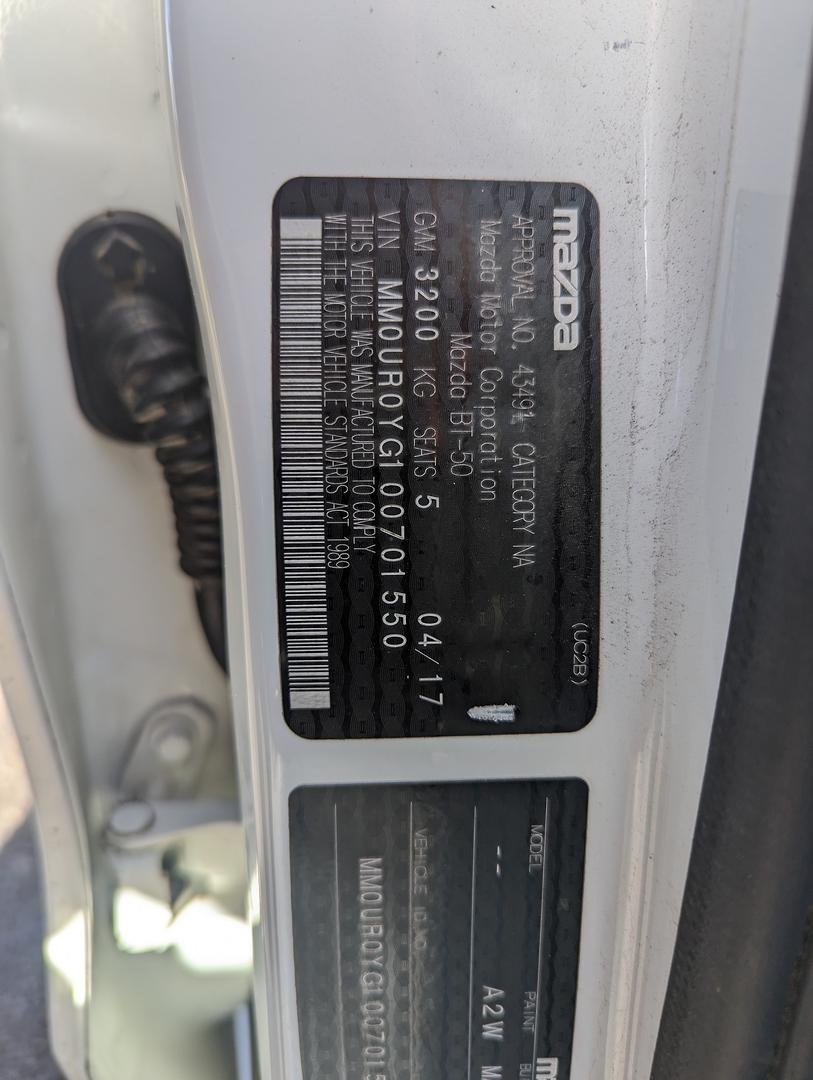 mazda
(UC2B)
APPROVAL NO. 43491 CATEGORY NA
Mazda Motor Corporation
Mazda BT-50
GVM 3200 KG SEATS 5 04/17
VIN MM0UR0YG100701550
THIS VEHICLE WAS MANUFACTURED TO COMPLY
WITH THE MOTOR VEHICLE STANDARDS ACT 1989
MODEL PAINT
-- A2W
VEHICLE ID.NO.
MM0UR0YG1007015